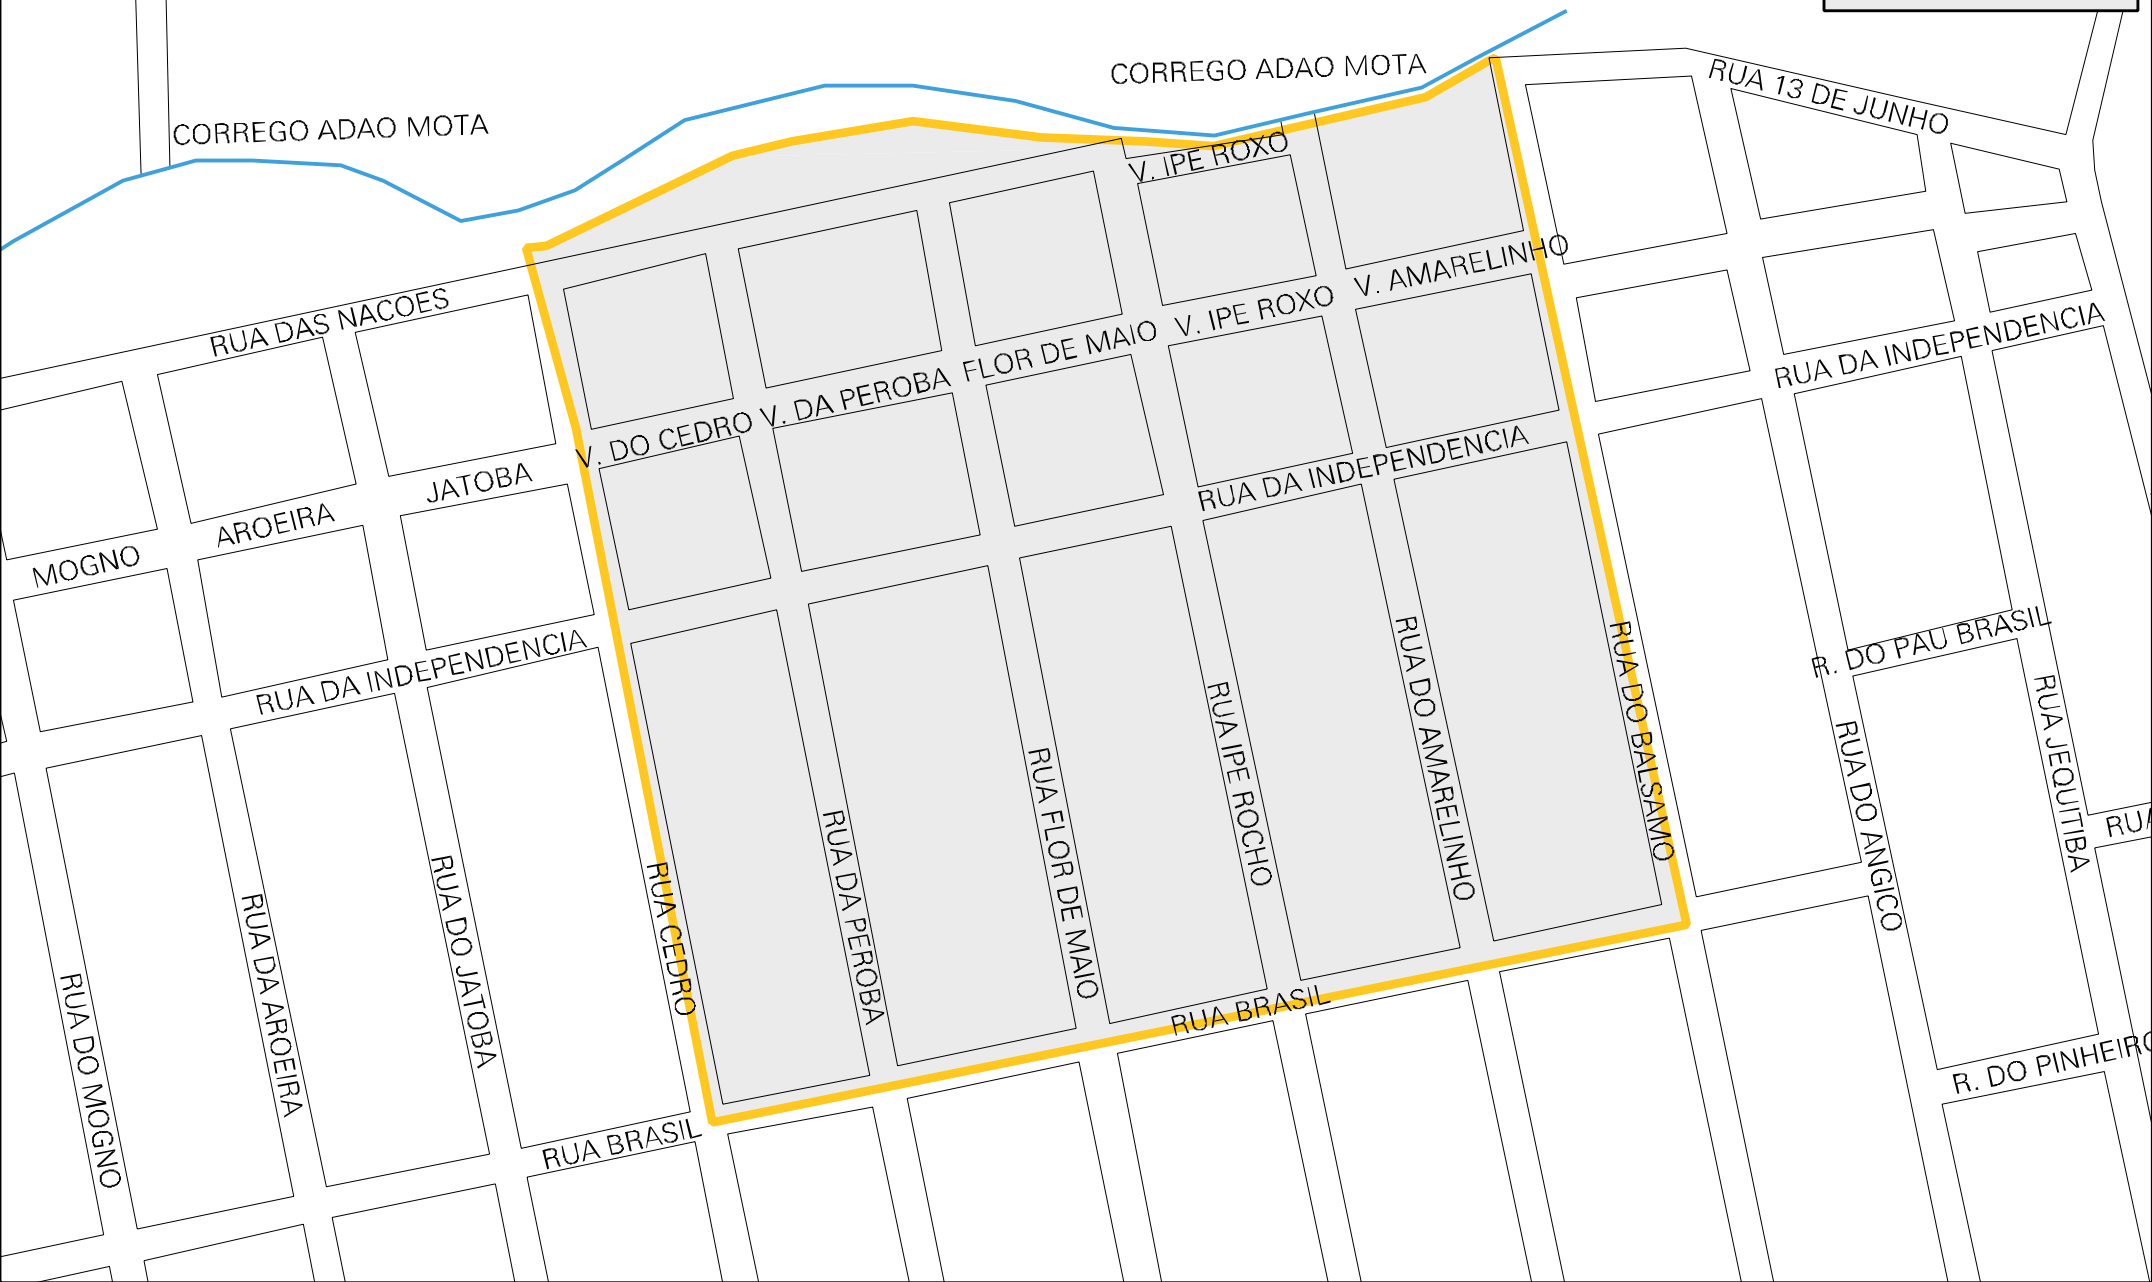 CORREGO ADAO MOTA
RUA 13 DE JUNHO
CORREGO ADAO MOTA
V. IPE ROXO
V. AMARELINHO
RUA DAS NACOES
V. IPE ROXO
FLOR DE MAIO
RUA DA INDEPENDENCIA
V. DA PEROBA
V. DO CEDRO
RUA DA INDEPENDENCIA
JATOBA
AROEIRA
MOGNO
RUA DA INDEPENDENCIA
R. DO PAU BRASIL
RUA DO AMARELINHO
RUA DO BALSAMO
RUA JEQUITIBA
RUA IPE ROCHO
RUA DO ANGICO
RUA FLOR DE MAIO
RUA
RUA DA PEROBA
RUA DO JATOBA
RUA CEDRO
RUA DA AROEIRA
RUA DO MOGNO
RUA BRASIL
R. DO PINHEIRO
RUA BRASIL